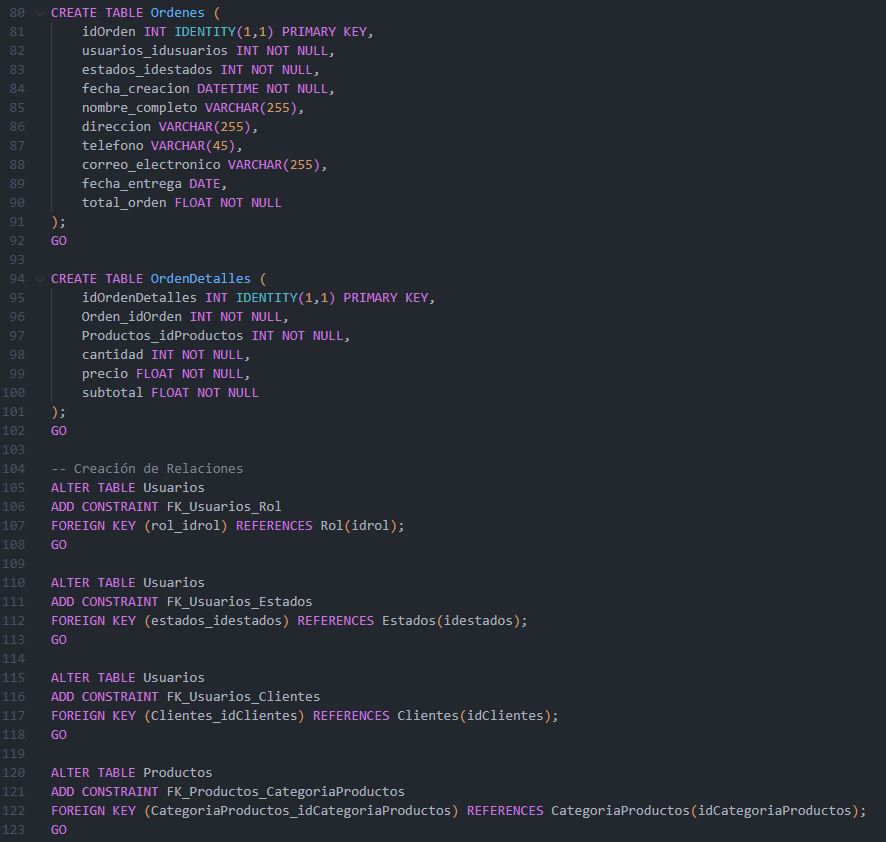 80 CREATE TABLE Ordenes (
81 idOrden INT IDENTITY(1,1) PRIMARY KEY,
82 usuarios_idusuarios INT NOT NULL,
83 estados_idestados INT NOT NULL,
84 fecha_creacion DATETIME NOT NULL,
85 nombre_completo VARCHAR(255),
86 direccion VARCHAR(255),
87 telefono VARCHAR(45),
88 correo_electronico VARCHAR(255),
89 fecha_entrega DATE,
90 total_orden FLOAT NOT NULL
91 );
92 GO
93
94 CREATE TABLE OrdenDetalles (
95 idOrdenDetalles INT IDENTITY(1,1) PRIMARY KEY,
96 Orden_idOrden INT NOT NULL,
97 Productos_idProductos INT NOT NULL,
98 cantidad INT NOT NULL,
99 precio FLOAT NOT NULL,
100 subtotal FLOAT NOT NULL
101 );
102 GO
103
104 -- Creación de Relaciones
105 ALTER TABLE Usuarios
106 ADD CONSTRAINT FK_Usuarios_Rol
107 FOREIGN KEY (rol_idrol) REFERENCES Rol(idrol);
108 GO
109
110 ALTER TABLE Usuarios
111 ADD CONSTRAINT FK_Usuarios_Estados
112 FOREIGN KEY (estados_idestados) REFERENCES Estados(idestados);
113 GO
114
115 ALTER TABLE Usuarios
116 ADD CONSTRAINT FK_Usuarios_Clientes
117 FOREIGN KEY (Clientes_idClientes) REFERENCES Clientes(idClientes);
118 GO
119
120 ALTER TABLE Productos
121 ADD CONSTRAINT FK_Productos_CategoriaProductos
122 FOREIGN KEY (CategoriaProductos_idCategoriaProductos) REFERENCES CategoriaProductos(idCategoriaProductos);
123 GO